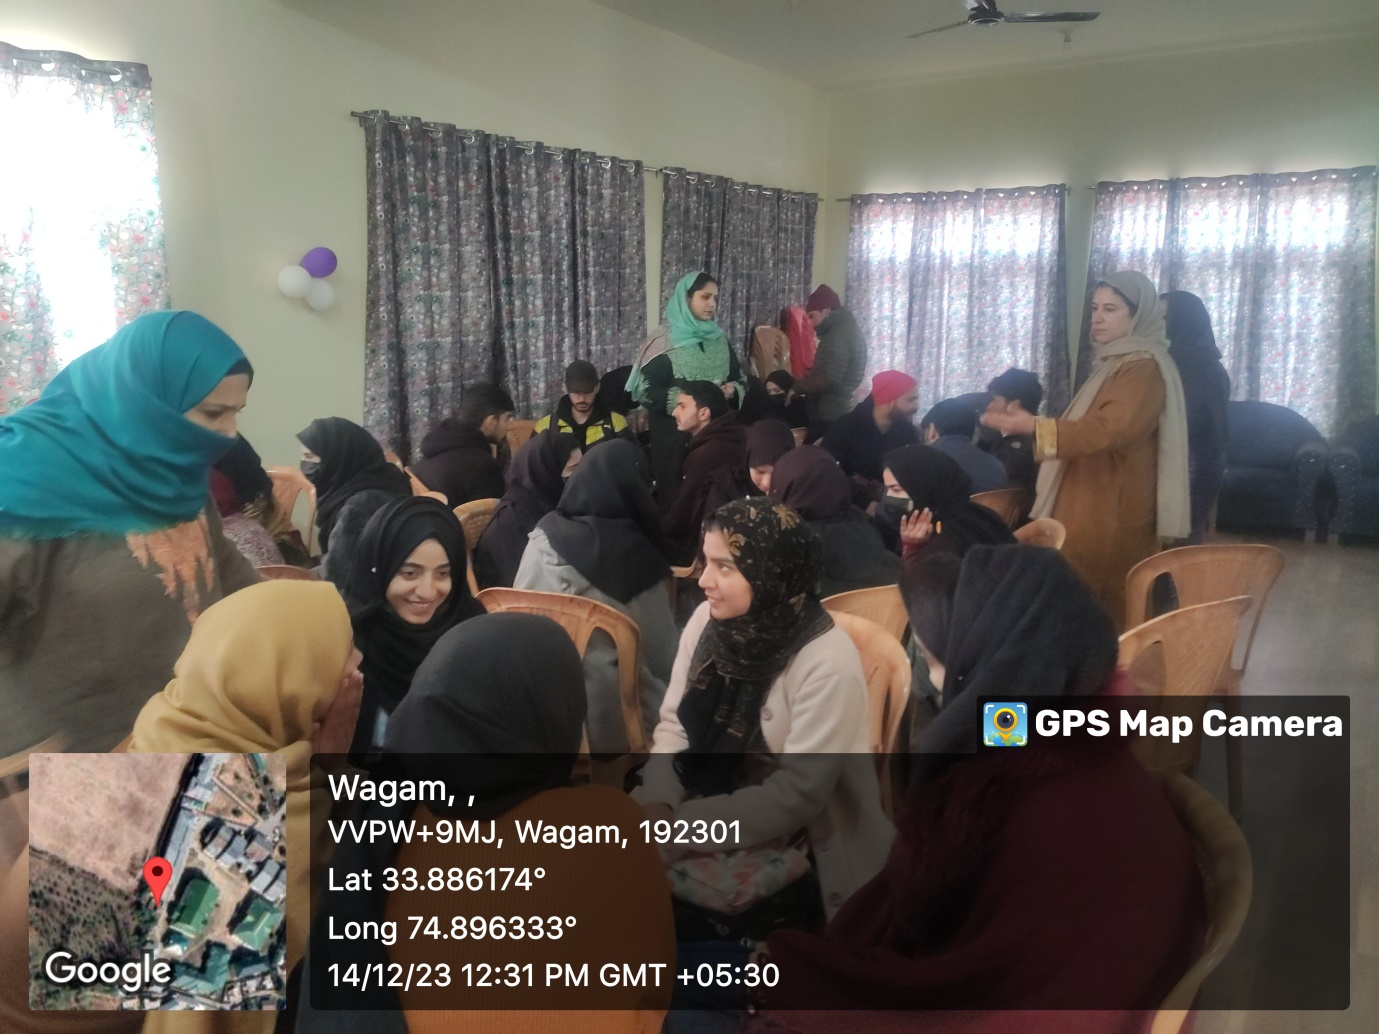 GPS Map Camera
Wagam, ,
VVPW+9MJ, Wagam, 192301
Lat 33.886174°
Long 74.896333°
14/12/23 12:31 PM GMT +05:30
Google